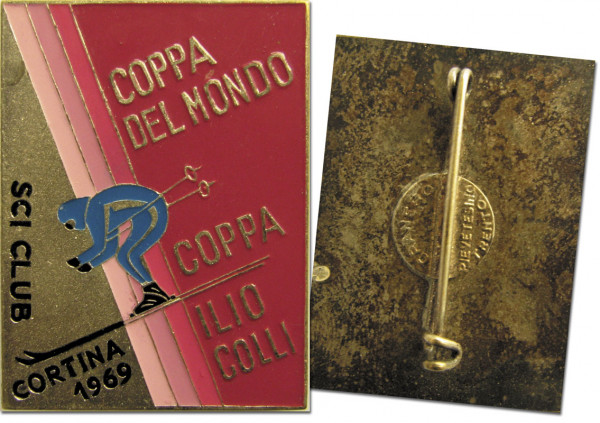 COPPA
DEL MONDO
SCI CLUB
COPPA
ILIO
COLLI
CORTINA
1969
PIEVETESINO
TRENTO